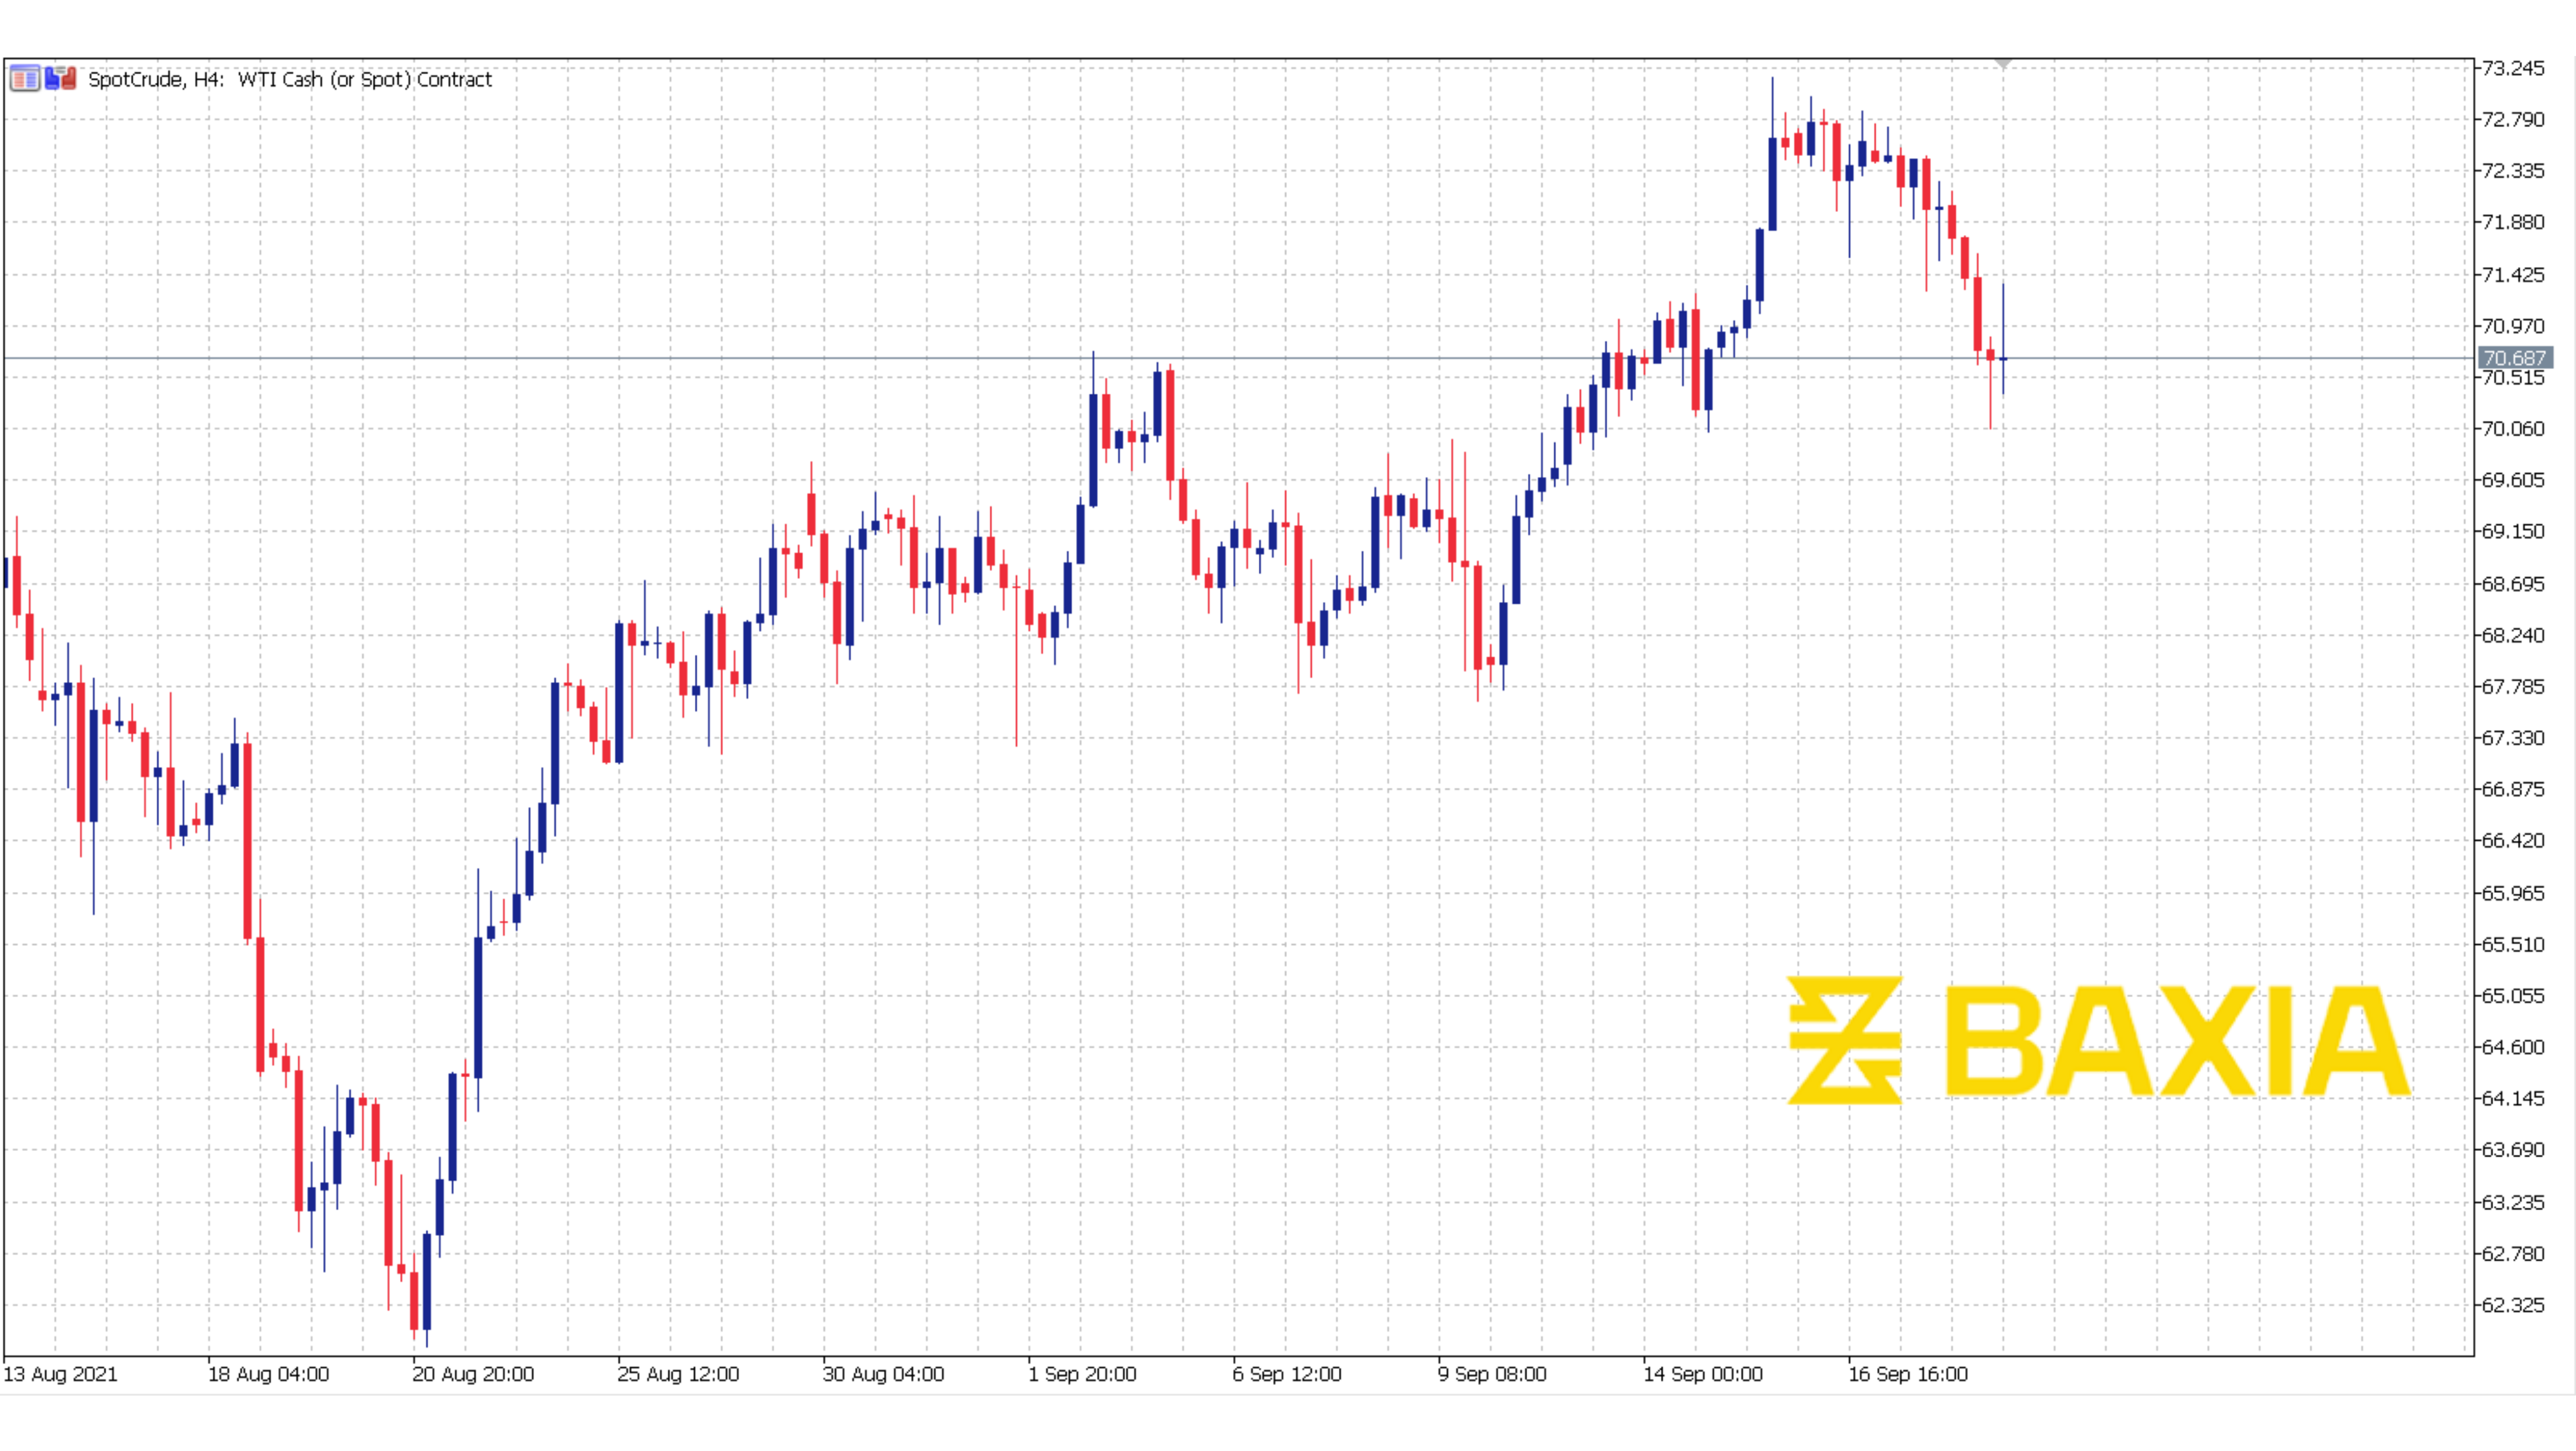 SpotCrude, H4: WTI Cash (or Spot) Contract
73.245
72.790
72.335
71.880
71.425
70.970
70.687
70.515
70.060
69.605
69.150
68.695
68.240
67.785
67.330
66.875
66.420
65.965
65.510
65.055
64.600
64.145
63.690
63.235
62.780
62.325
BAXIA
13 Aug 2021
18 Aug 04:00
20 Aug 20:00
25 Aug 12:00
30 Aug 04:00
1 Sep 20:00
6 Sep 12:00
9 Sep 08:00
14 Sep 00:00
16 Sep 16:00